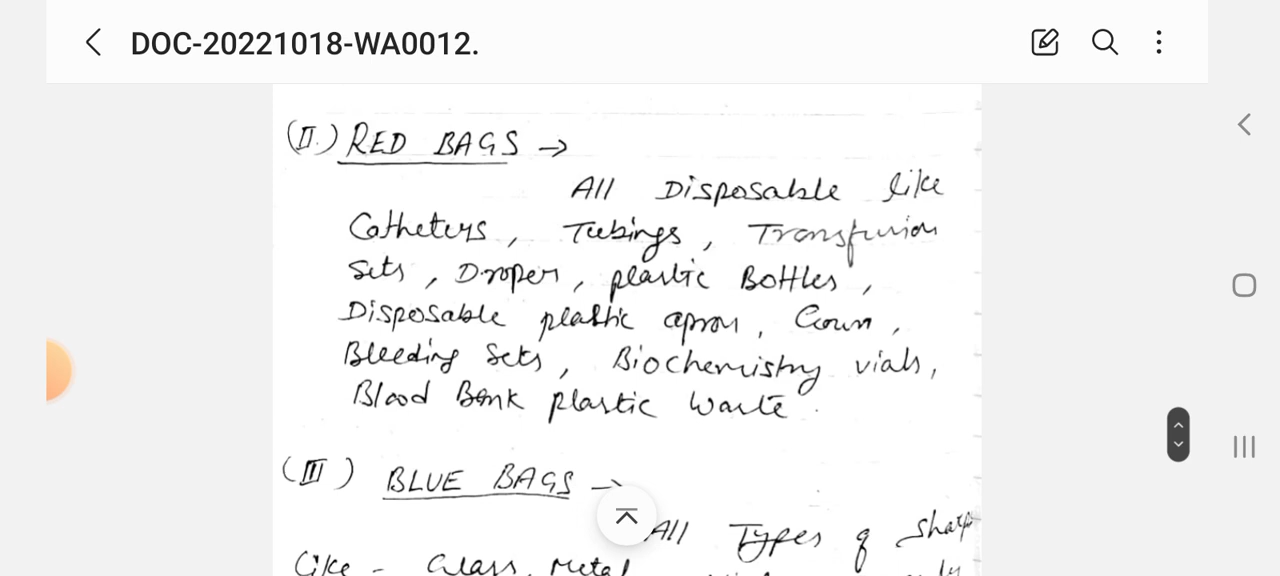 DOC-20221018-WA0012.
(II.) RED BAGS →
All Disposable like
Catheters, Tubings, Transfusion
sets, Droper, plastic Bottles,
Disposable plastic apron, Gown,
Bleeding Sets, Biochemistry vials,
Blood Bank plastic waste.
(III) BLUE BAGS →
All Types of sharp
Like - Glass, Metal